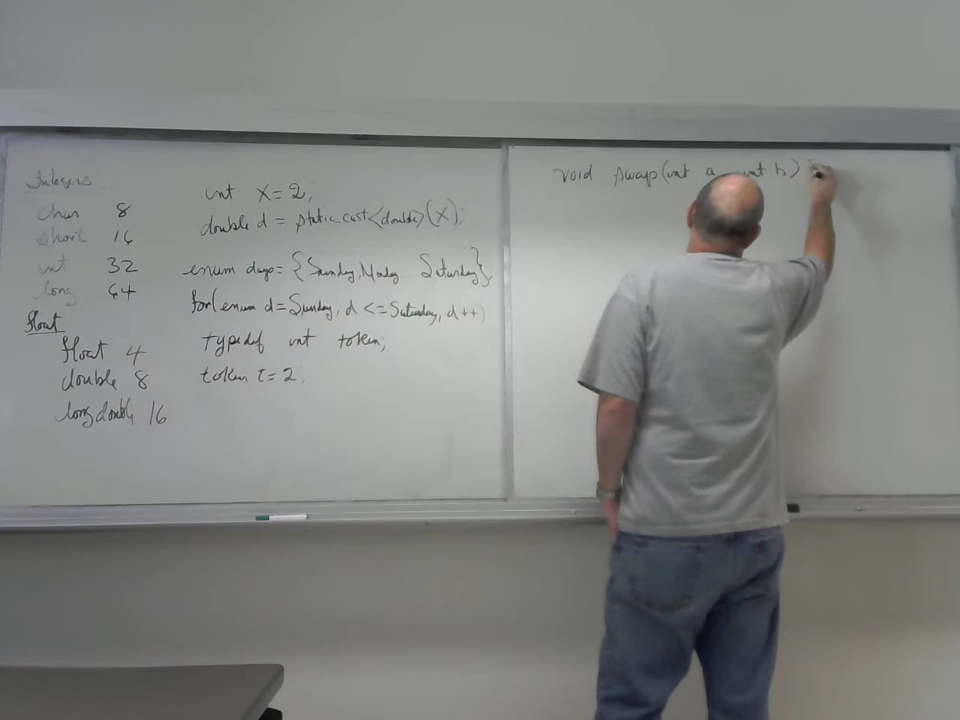 Integers
char 8
short 16
int 32
long 64
float
float 4
double 8
long double 16
int X = 2;
double d = static_cast<double>(X);
enum days = {Sunday, Monday Saturday};
for(enum d = Sunday; d <= Saturday, d++)
typedef int token;
token t = 2;
void swap(int a, int b) {